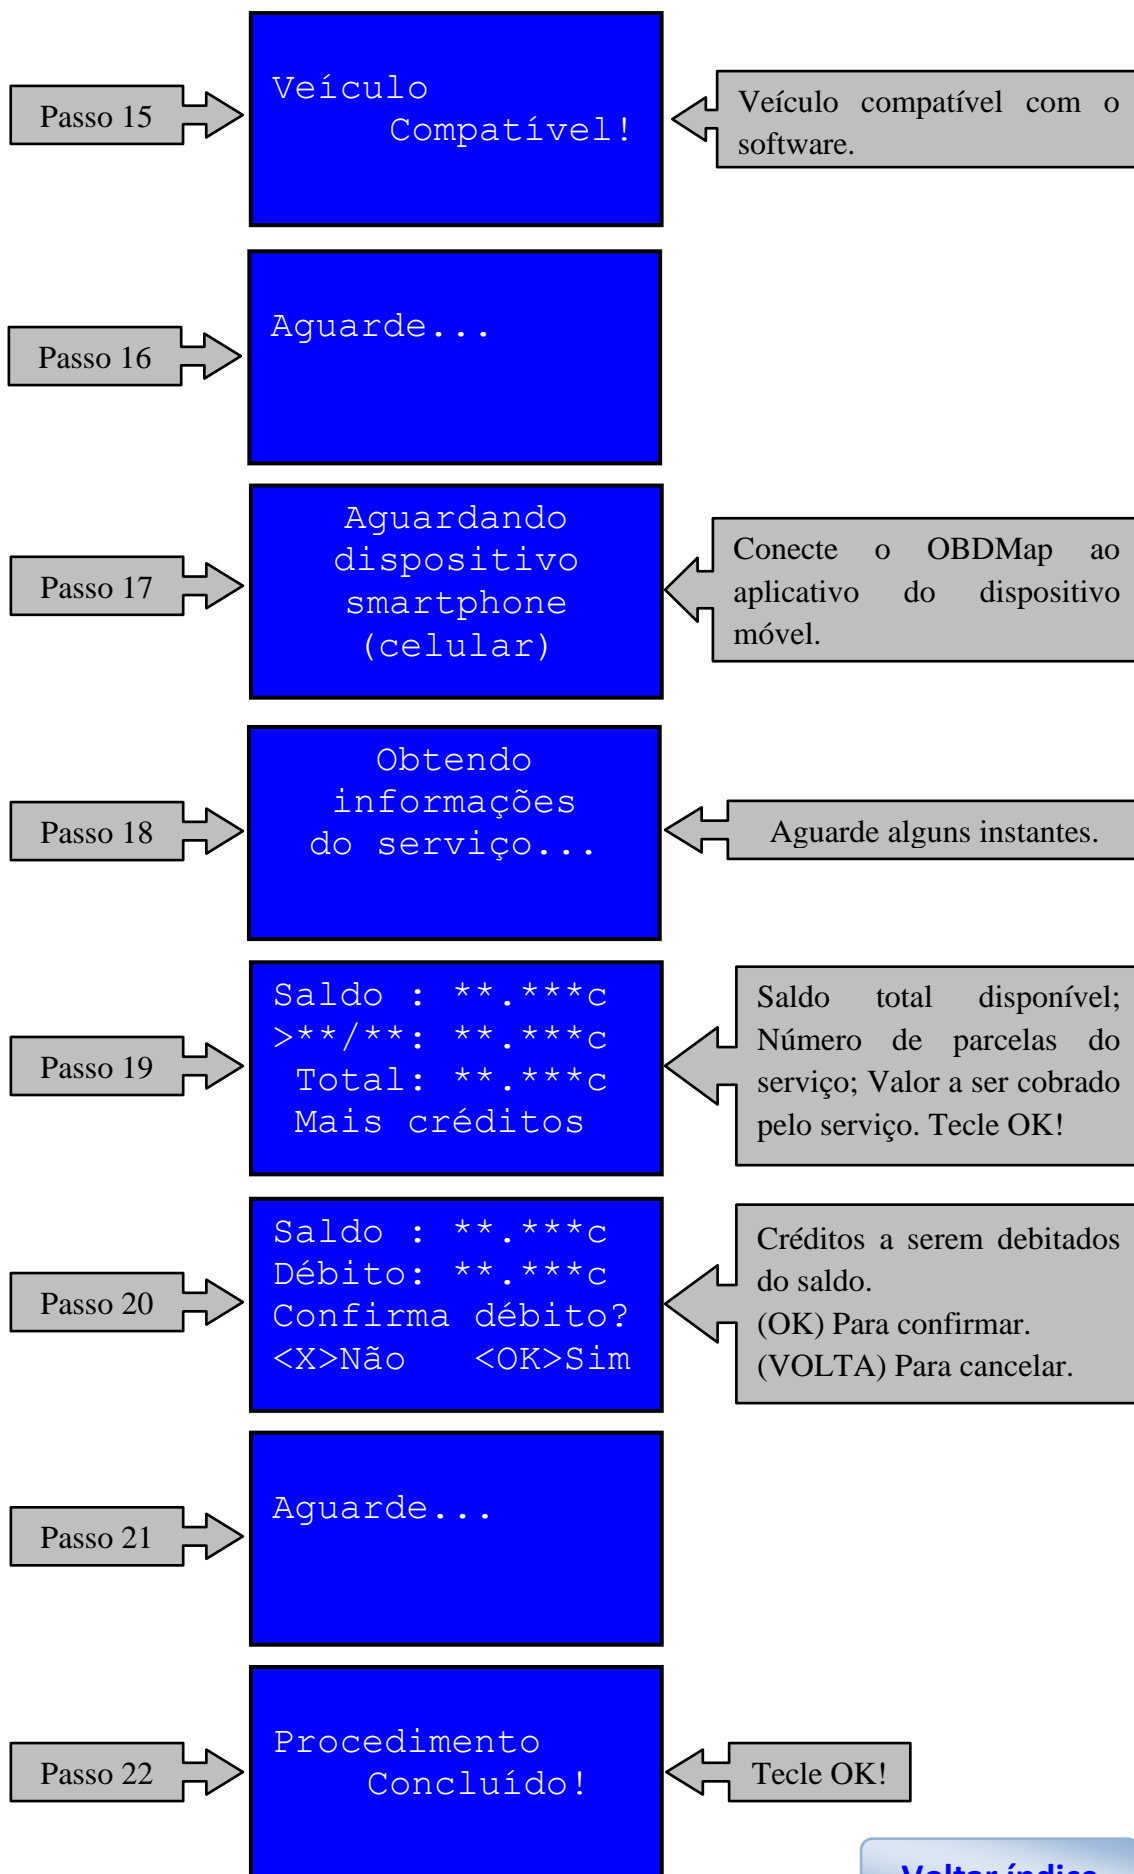 Passo 15
Veículo
Compatível!
Veículo compatível com o
software.
Passo 16
Aguarde...
Passo 17
Aguardando
dispositivo
smartphone
(celular)
Conecte o OBDMap ao
aplicativo do dispositivo
móvel.
Passo 18
Obtendo
informações
do serviço...
Aguarde alguns instantes.
Passo 19
Saldo : **.***c
>**/**: **.***c
Total: **.***c
Mais créditos
Saldo total disponível;
Número de parcelas do
serviço; Valor a ser cobrado
pelo serviço. Tecle OK!
Passo 20
Saldo : **.***c
Débito: **.***c
Confirma débito?
<X>Não <OK>Sim
Créditos a serem debitados
do saldo.
(OK) Para confirmar.
(VOLTA) Para cancelar.
Passo 21
Aguarde...
Passo 22
Procedimento
Concluído!
Tecle OK!
Voltar índice